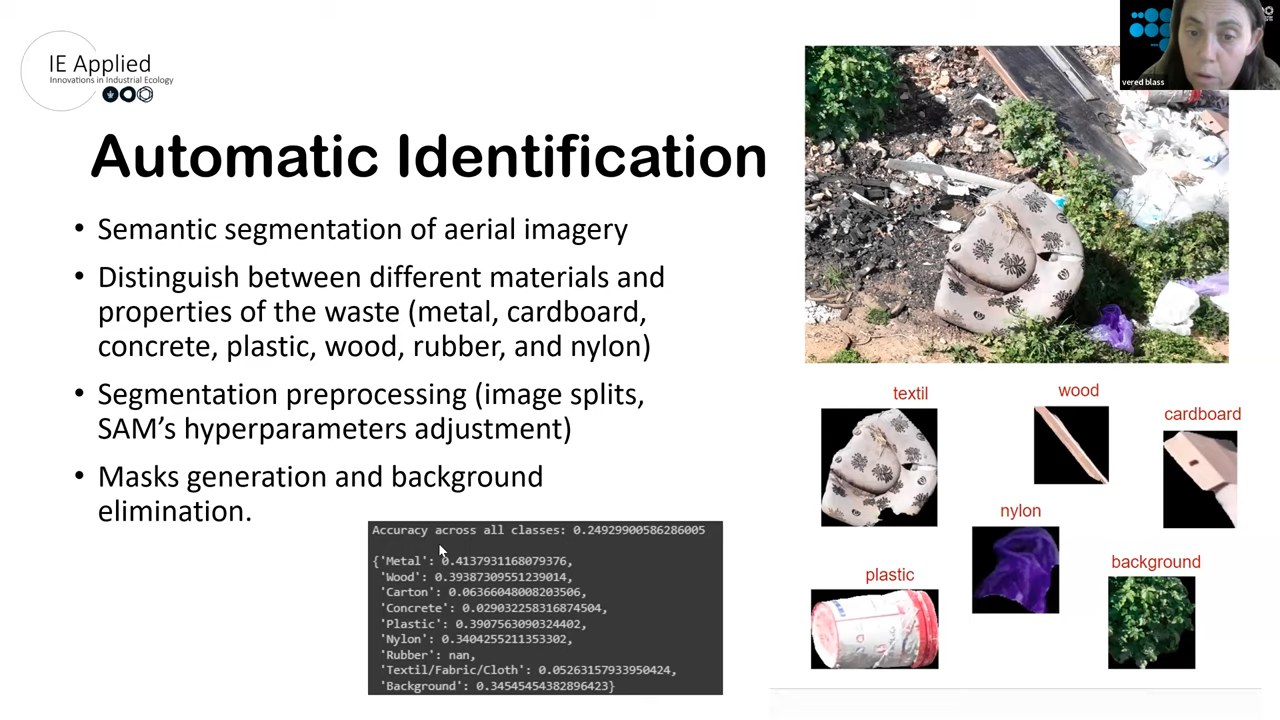 IE Applied
Innovations in Industrial Ecology
vered blass
Automatic Identification
• Semantic segmentation of aerial imagery
• Distinguish between different materials and
properties of the waste (metal, cardboard,
concrete, plastic, wood, rubber, and nylon)
• Segmentation preprocessing (image splits,
SAM’s hyperparameters adjustment)
• Masks generation and background
elimination.
Accuracy across all classes: 0.24929900586286005
{'Metal': 0.4137931168079376,
'Wood': 0.39387309551239014,
'Carton': 0.06366048008203506,
'Concrete': 0.029032258316874504,
'Plastic': 0.3907563090324402,
'Nylon': 0.3404255211353302,
'Rubber': nan,
'Textil/Fabric/Cloth': 0.05263157933950424,
'Background': 0.34545454382896423}
textil
wood
cardboard
nylon
plastic
background